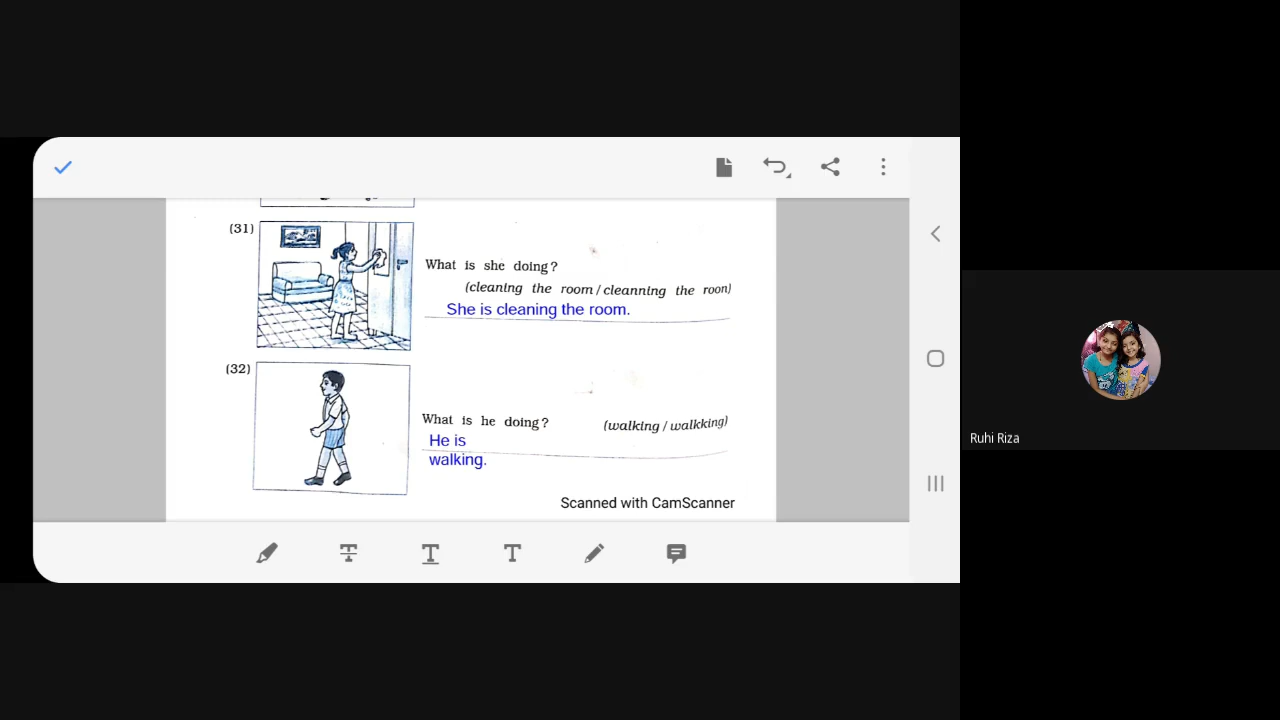 (31)
What is she doing?
(cleaning the room / cleanning the roon)
She is cleaning the room.
(32)
What is he doing? (walking / walkking)
He is
walking.
Scanned with CamScanner
Ruhi Riza